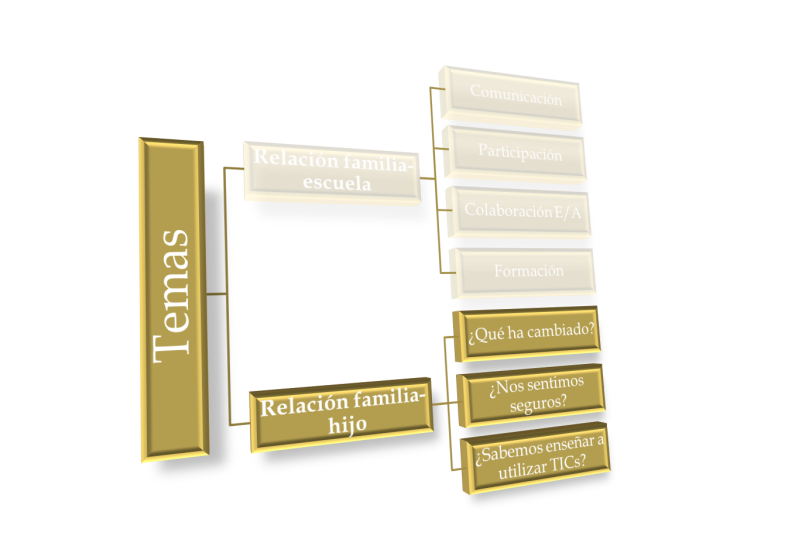 Temas
Relación familia-
escuela
Comunicación
Participación
Colaboración E/A
Formación
Relación familia-
hijo
¿Qué ha cambiado?
¿Nos sentimos
seguros?
¿Sabemos enseñar a
utilizar TICs?